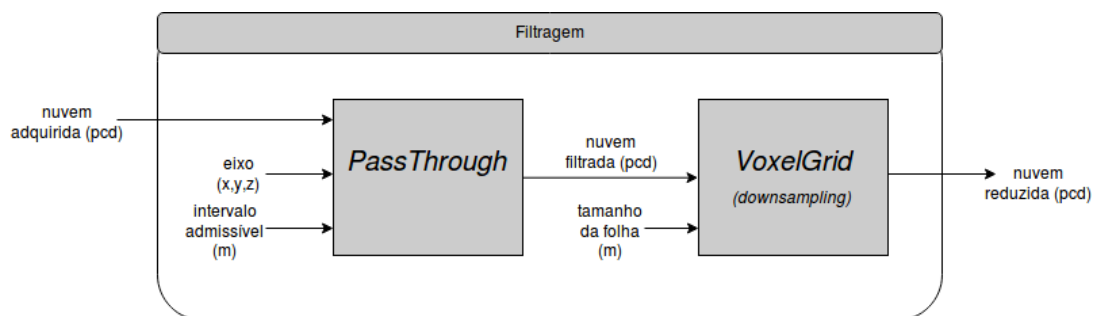 Filtragem
nuvem
adquirida (pcd)
eixo
(x,y,z)
intervalo
admissível
(m)
PassThrough
nuvem
filtrada (pcd)
tamanho
da folha
(m)
VoxelGrid
(downsampling)
nuvem
reduzida (pcd)